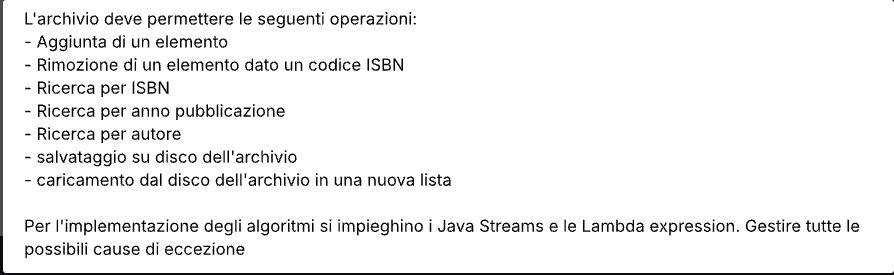 L'archivio deve permettere le seguenti operazioni:
- Aggiunta di un elemento
- Rimozione di un elemento dato un codice ISBN
- Ricerca per ISBN
- Ricerca per anno pubblicazione
- Ricerca per autore
- salvataggio su disco dell'archivio
- caricamento dal disco dell'archivio in una nuova lista
Per l'implementazione degli algoritmi si impieghino i Java Streams e le Lambda expression. Gestire tutte le
possibili cause di eccezione